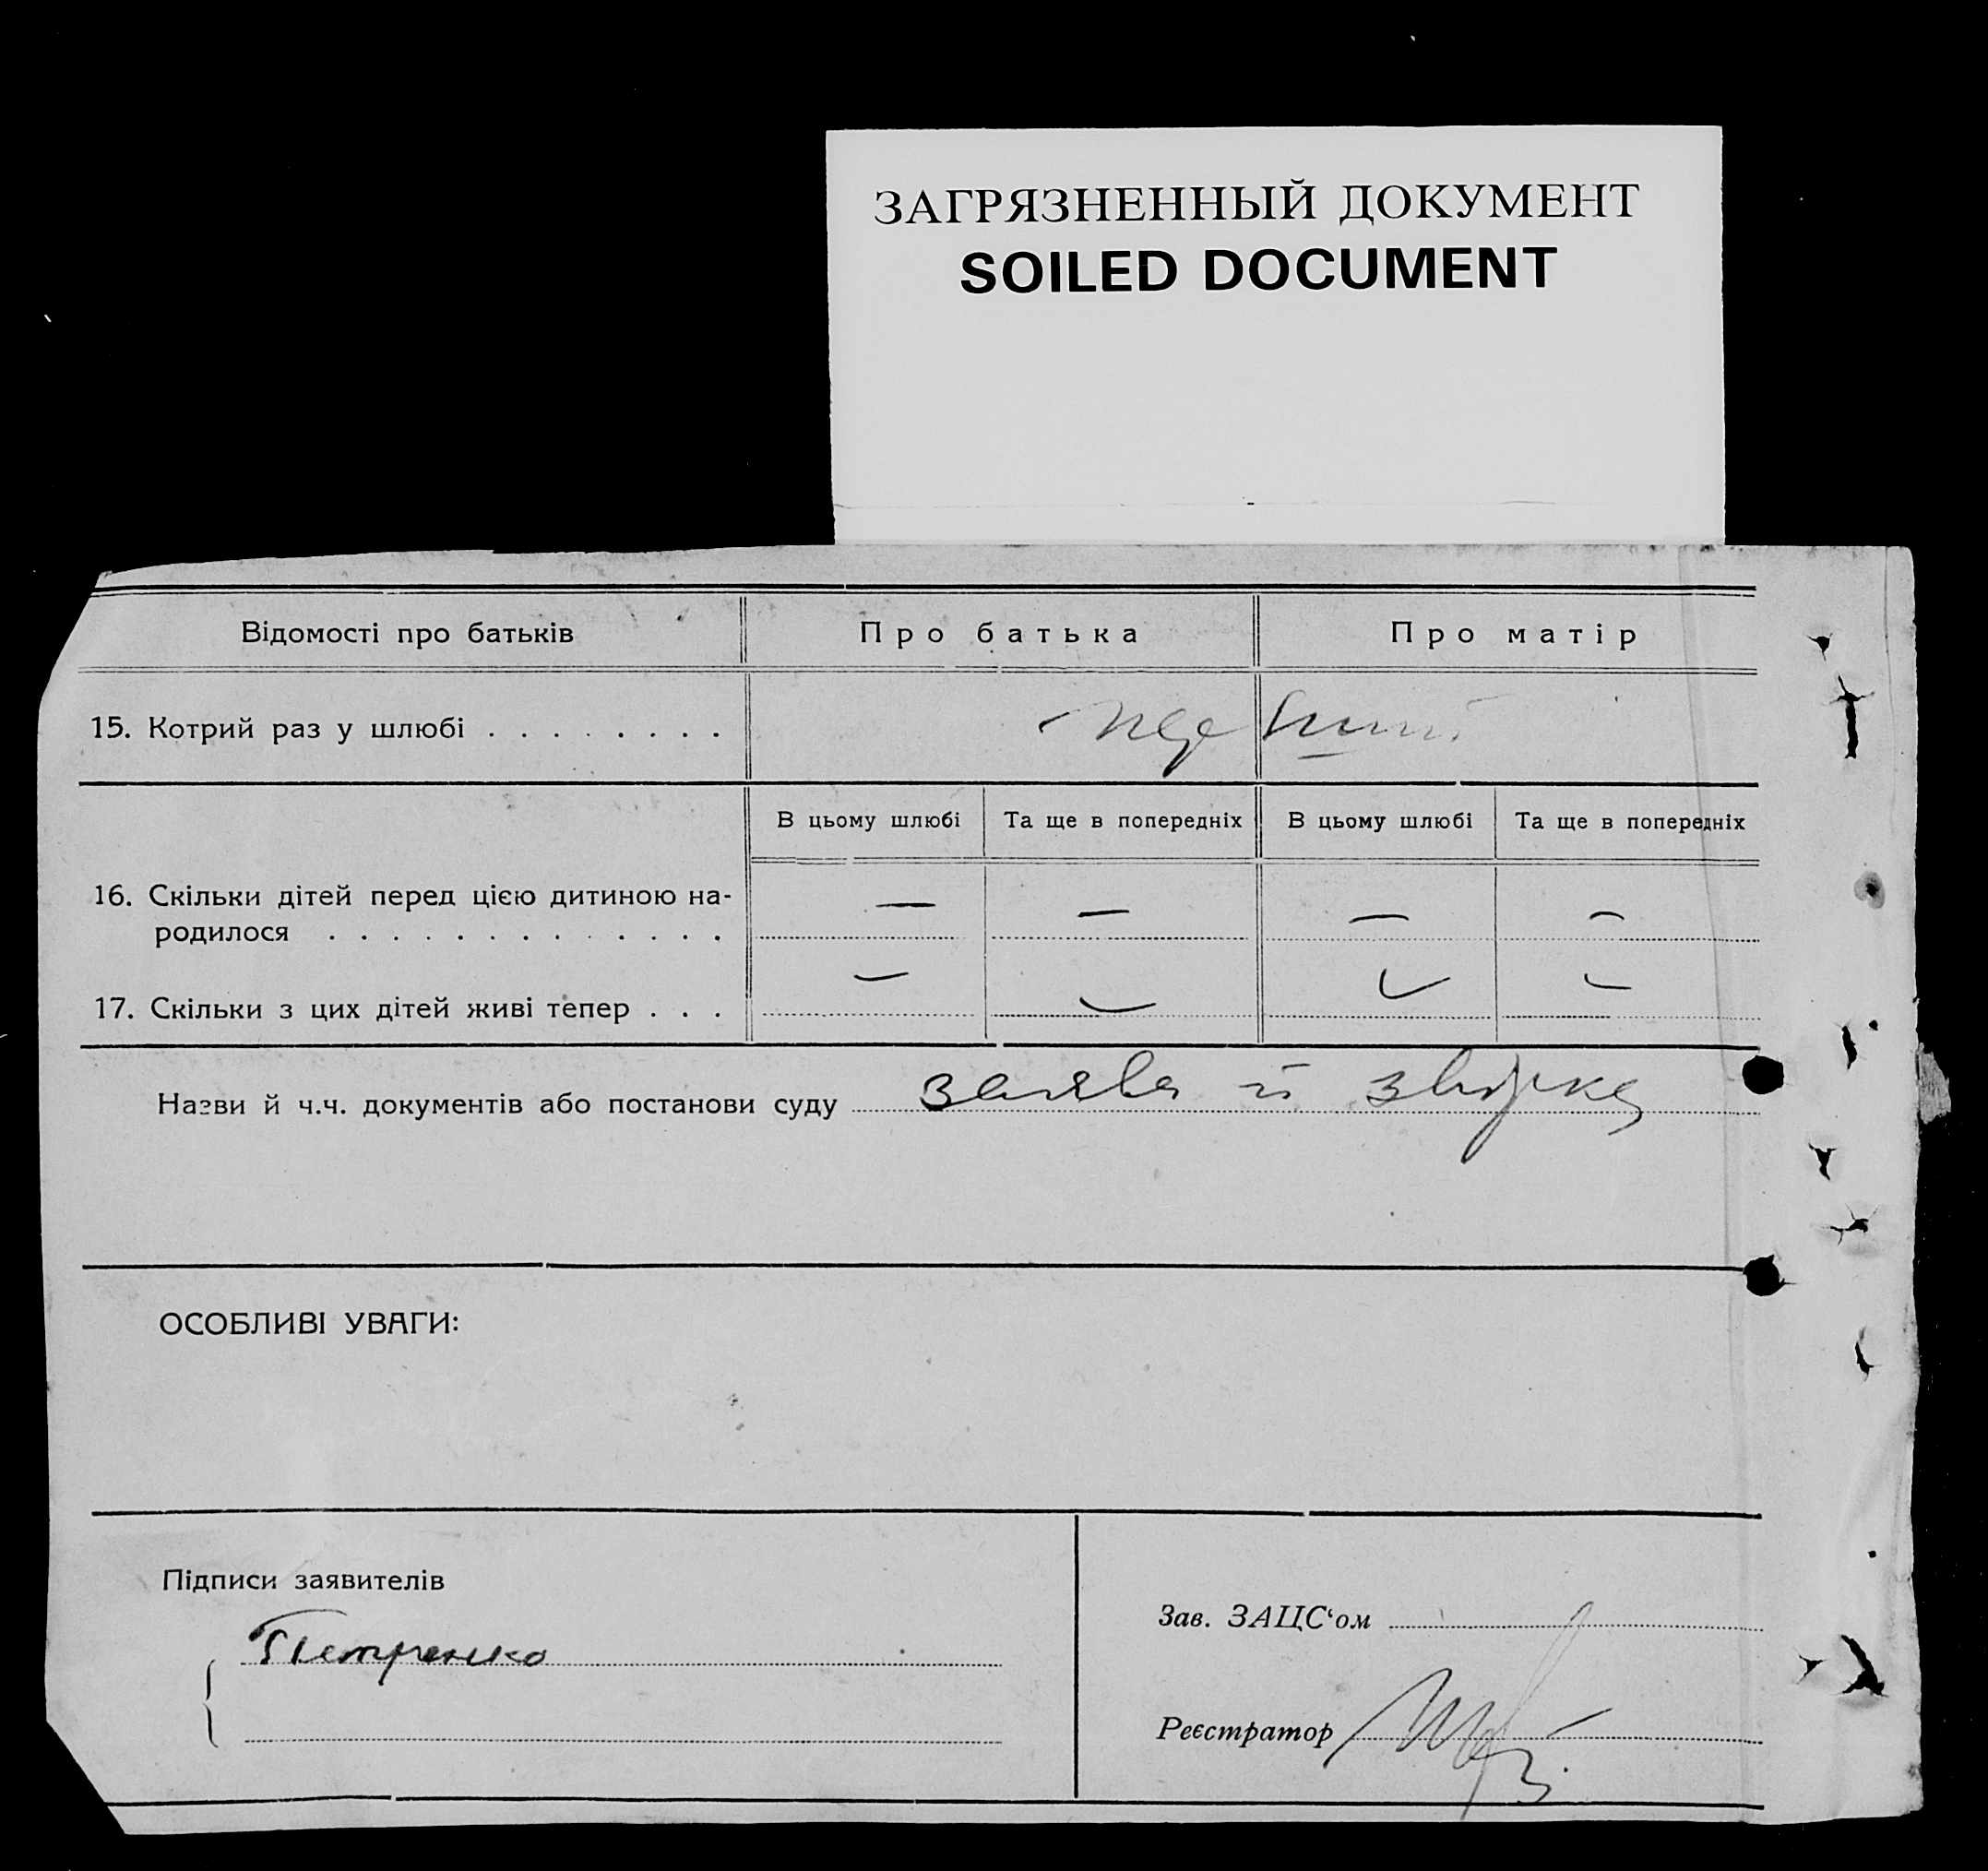 ЗАГРЯЗНЕННЫЙ ДОКУМЕНТ
SOILED DOCUMENT
Відомості про батьків Про батька Про матір
15. Котрий раз у шлюбі . . . . . . . .
В цьому шлюбі Та ще в попередніх В цьому шлюбі Та ще в попередніх
16. Скільки дітей перед цією дитиною на- — — — —
родилося . . . . . . . . . . . . .
17. Скільки з цих дітей живі тепер . . . — — — —
Назви й ч.ч. документів або постанови суду заява й
ОСОБЛИВІ УВАГИ:
Підписи заявителів
Петренко
Зав. ЗАЦС‘ом
Реєстратор